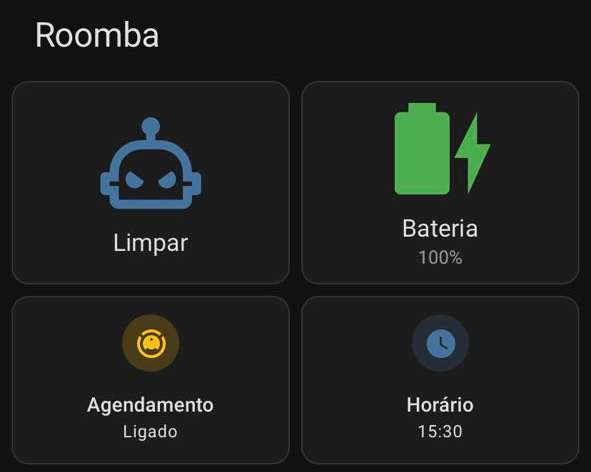 Roomba
Limpar
Bateria
100%
Agendamento
Ligado
Horário
15:30